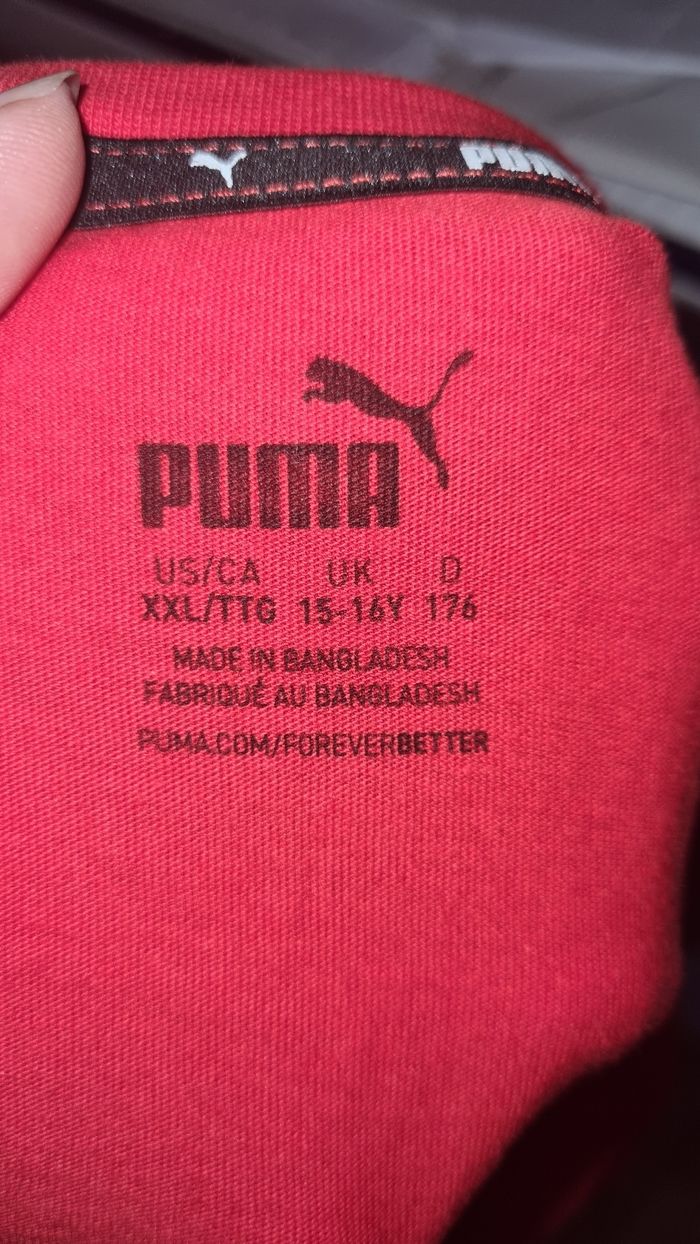 PUMA
PUMA
US/CA UK D
XXL/TTG 15-16Y 176
MADE IN BANGLADESH
FABRIQUÉ AU BANGLADESH
PUMA.COM/FOREVERBETTER